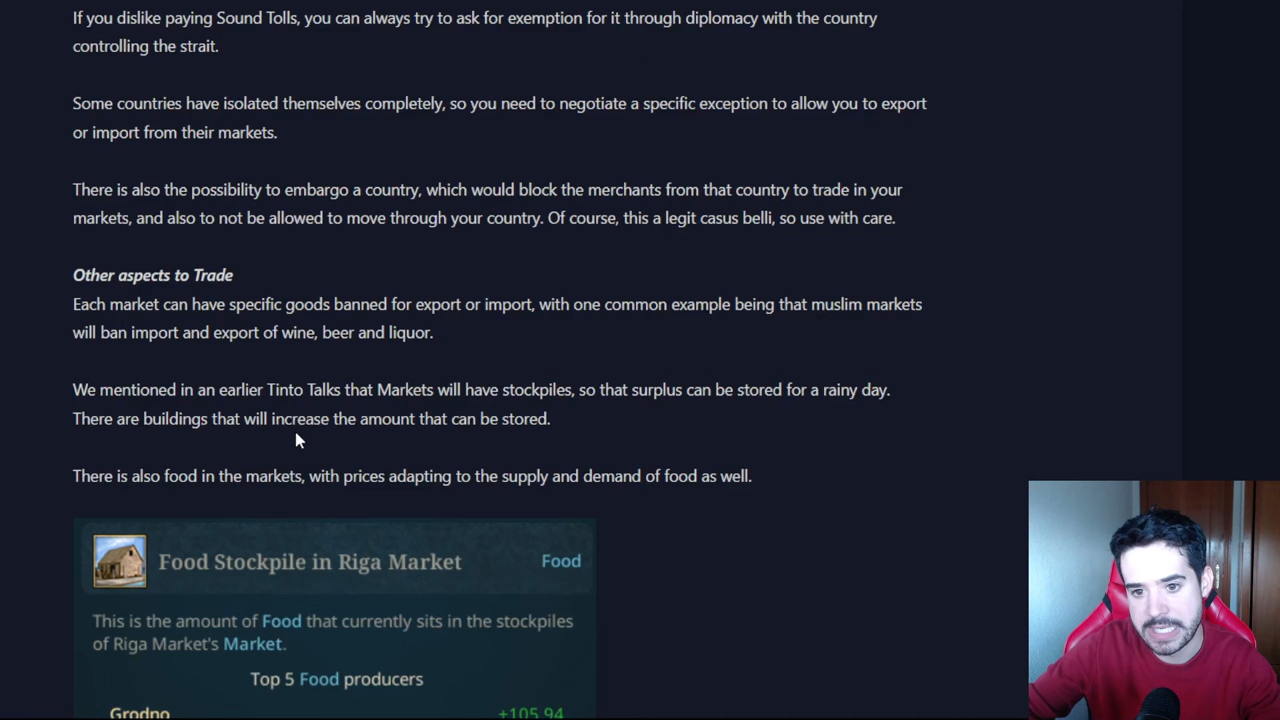 If you dislike paying Sound Tolls, you can always try to ask for exemption for it through diplomacy with the country
controlling the strait.
Some countries have isolated themselves completely, so you need to negotiate a specific exception to allow you to export
or import from their markets.
There is also the possibility to embargo a country, which would block the merchants from that country to trade in your
markets, and also to not be allowed to move through your country. Of course, this a legit casus belli, so use with care.
Other aspects to Trade
Each market can have specific goods banned for export or import, with one common example being that muslim markets
will ban import and export of wine, beer and liquor.
We mentioned in an earlier Tinto Talks that Markets will have stockpiles, so that surplus can be stored for a rainy day.
There are buildings that will increase the amount that can be stored.
There is also food in the markets, with prices adapting to the supply and demand of food as well.
Food Stockpile in Riga Market Food
This is the amount of Food that currently sits in the stockpiles
of Riga Market's Market.
Top 5 Food producers
Grodno +105.94